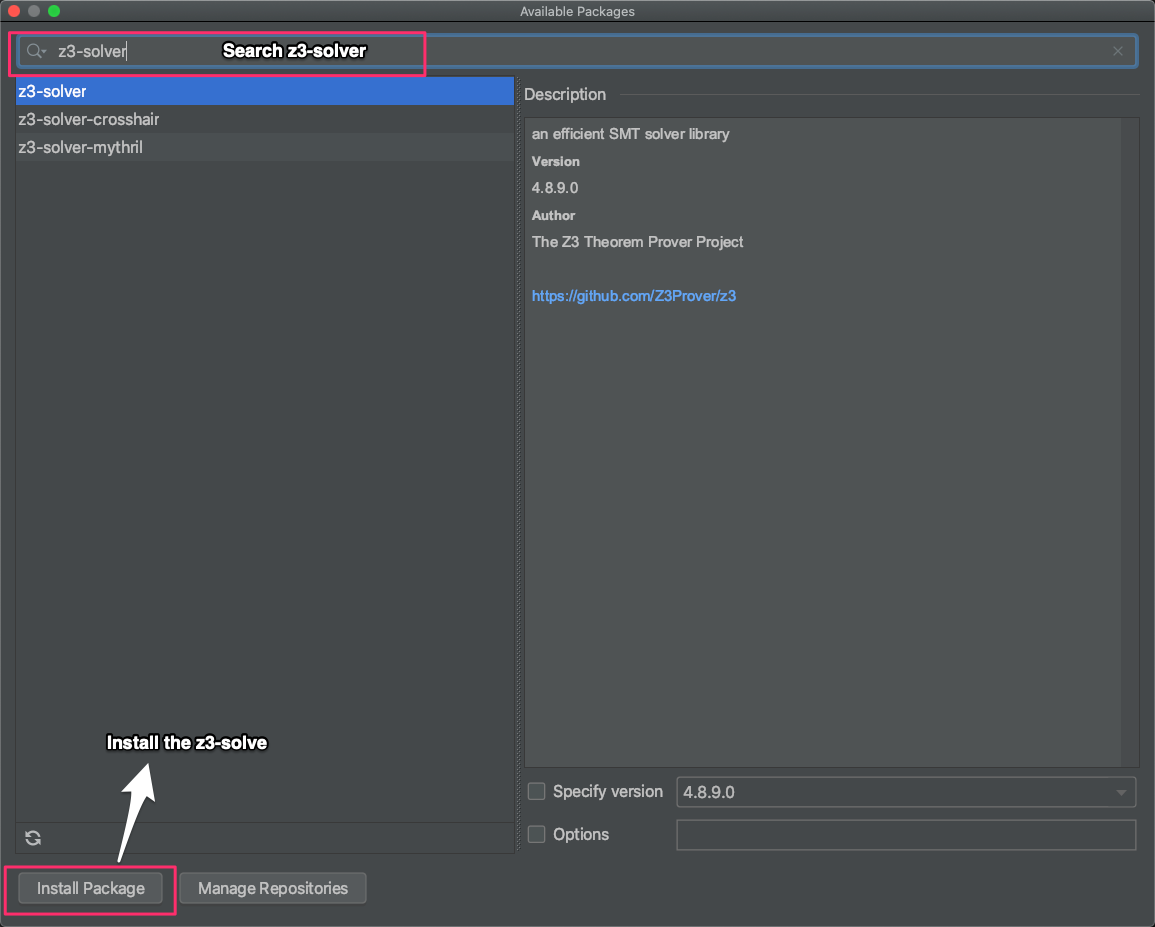 Available Packages
z3-solver
Search z3-solver
z3-solver
z3-solver-crosshair
z3-solver-mythril
Description
an efficient SMT solver library
Version
4.8.9.0
Author
The Z3 Theorem Prover Project
https://github.com/Z3Prover/z3
Install the z3-solve
Specify version
4.8.9.0
Options
Install Package
Manage Repositories